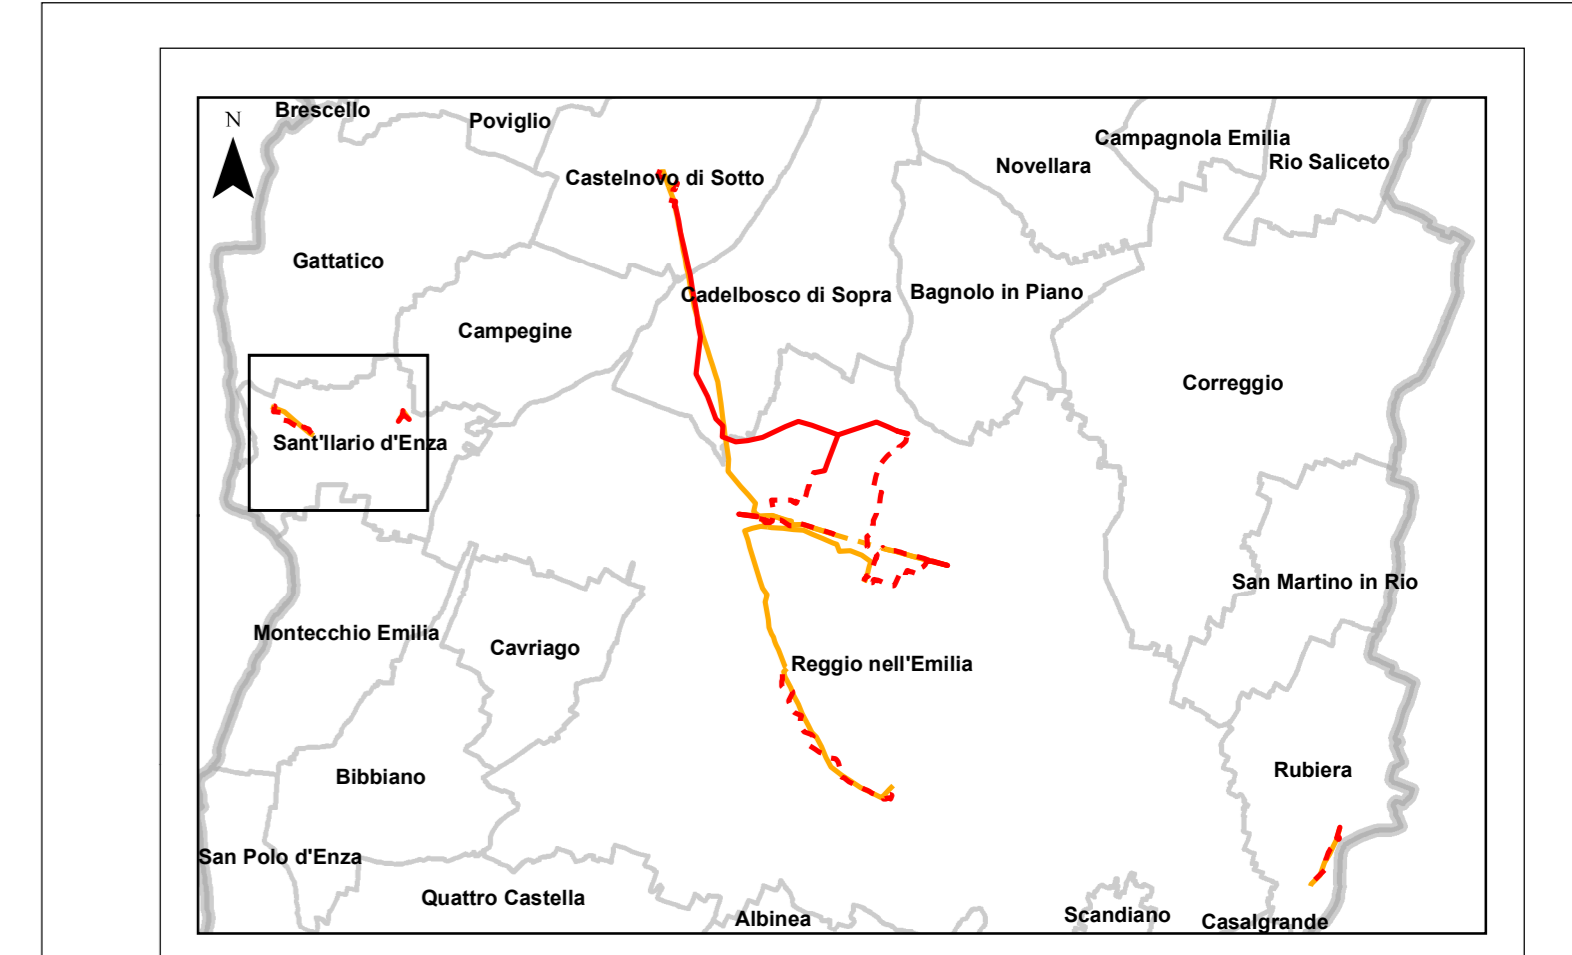 Brescello
N
Poviglio
Campagnola Emilia
Rio Saliceto
Novellara
Castelnovo di Sotto
Gattatico
Cadelbosco di Sopra
Bagnolo in Piano
Campegine
Correggio
Sant'Ilario d'Enza
San Martino in Rio
Montecchio Emilia
Cavriago
Reggio nell'Emilia
Rubiera
Bibbiano
San Polo d'Enza
Quattro Castella
Albinea
Scandiano
Casalgrande